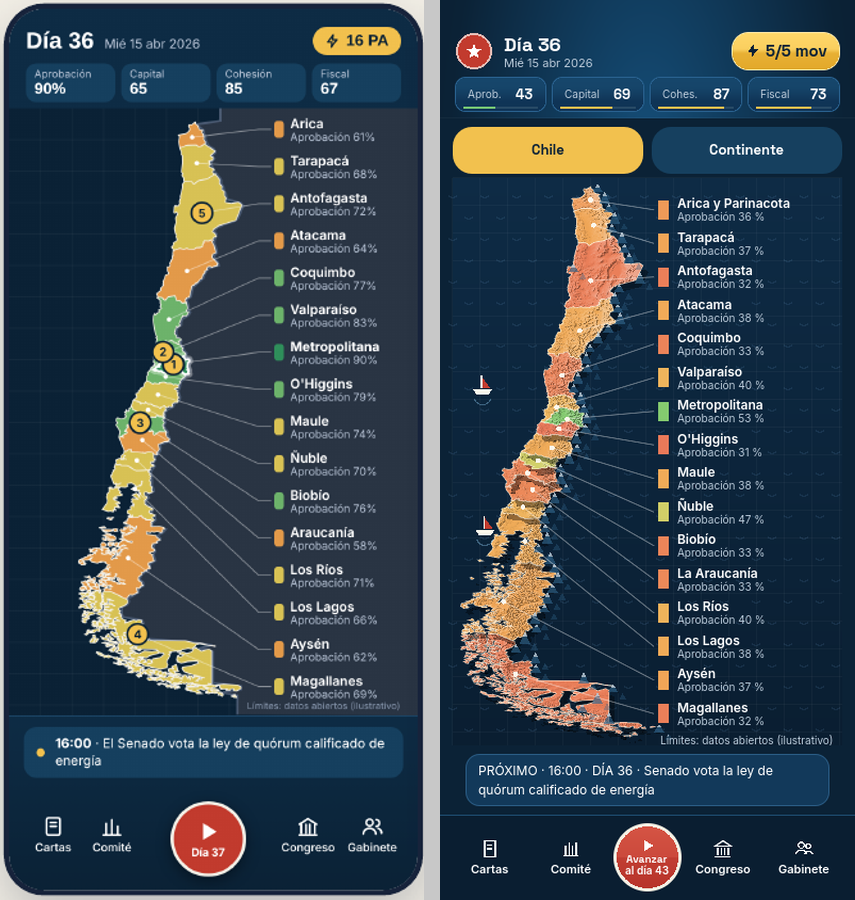 Día 36 Mié 15 abr 2026
16 PA
Aprobación
90%
Capital
65
Cohesión
85
Fiscal
67
Arica
Aprobación 61%
Tarapacá
Aprobación 68%
Antofagasta
Aprobación 72%
Atacama
Aprobación 64%
Coquimbo
Aprobación 77%
Valparaíso
Aprobación 83%
Metropolitana
Aprobación 90%
O'Higgins
Aprobación 79%
Maule
Aprobación 74%
Ñuble
Aprobación 70%
Biobío
Aprobación 76%
Araucanía
Aprobación 58%
Los Ríos
Aprobación 71%
Los Lagos
Aprobación 66%
Aysén
Aprobación 62%
Magallanes
Aprobación 69%
5
2
1
3
4
Límites: datos abiertos (ilustrativo)
16:00 · El Senado vota la ley de quórum calificado de
energía
Cartas
Comité
Día 37
Congreso
Gabinete
Día 36
Mié 15 abr 2026
5/5 mov
Aprob. 43
Capital 69
Cohes. 87
Fiscal 73
Chile
Continente
Arica y Parinacota
Aprobación 36 %
Tarapacá
Aprobación 37 %
Antofagasta
Aprobación 32 %
Atacama
Aprobación 38 %
Coquimbo
Aprobación 33 %
Valparaíso
Aprobación 40 %
Metropolitana
Aprobación 53 %
O'Higgins
Aprobación 31 %
Maule
Aprobación 38 %
Ñuble
Aprobación 47 %
Biobío
Aprobación 33 %
La Araucanía
Aprobación 33 %
Los Ríos
Aprobación 40 %
Los Lagos
Aprobación 38 %
Aysén
Aprobación 37 %
Magallanes
Aprobación 32 %
Límites: datos abiertos (ilustrativo)
PRÓXIMO · 16:00 · DÍA 36 · Senado vota la ley de
quórum calificado de energía
Cartas
Comité
Avanzar
al día 43
Congreso
Gabinete